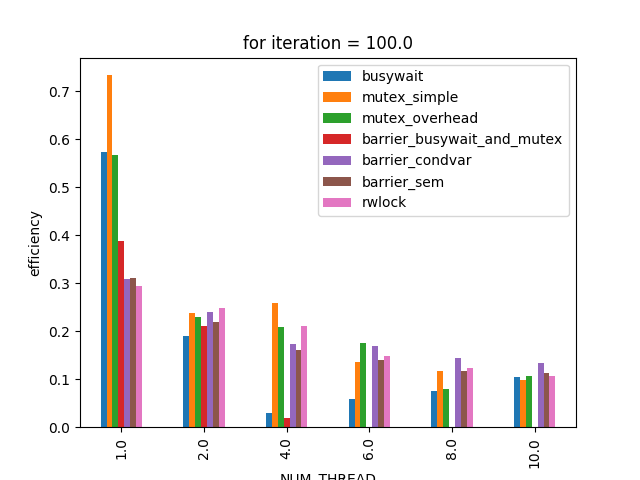 for iteration = 100.0
efficiency
0.7
0.6
0.5
0.4
0.3
0.2
0.1
0.0
busywait
mutex_simple
mutex_overhead
barrier_busywait_and_mutex
barrier_condvar
barrier_sem
rwlock
1.0
2.0
4.0
6.0
8.0
10.0
NUM_THREAD